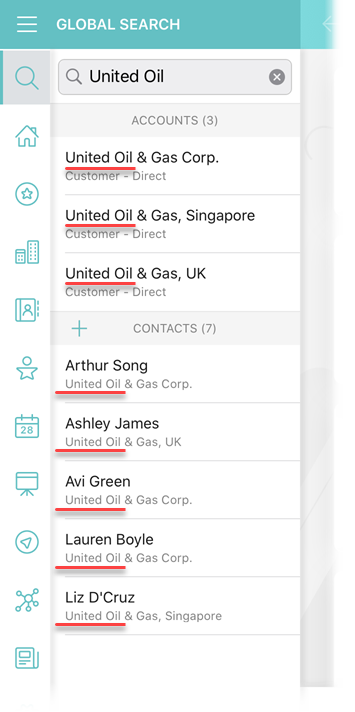 GLOBAL SEARCH
United Oil
ACCOUNTS (3)
United Oil & Gas Corp.
Customer - Direct
United Oil & Gas, Singapore
Customer - Direct
United Oil & Gas, UK
Customer - Direct
CONTACTS (7)
Arthur Song
United Oil & Gas Corp.
Ashley James
United Oil & Gas, UK
28
Avi Green
United Oil & Gas Corp.
Lauren Boyle
United Oil & Gas Corp.
Liz D'Cruz
United Oil & Gas, Singapore